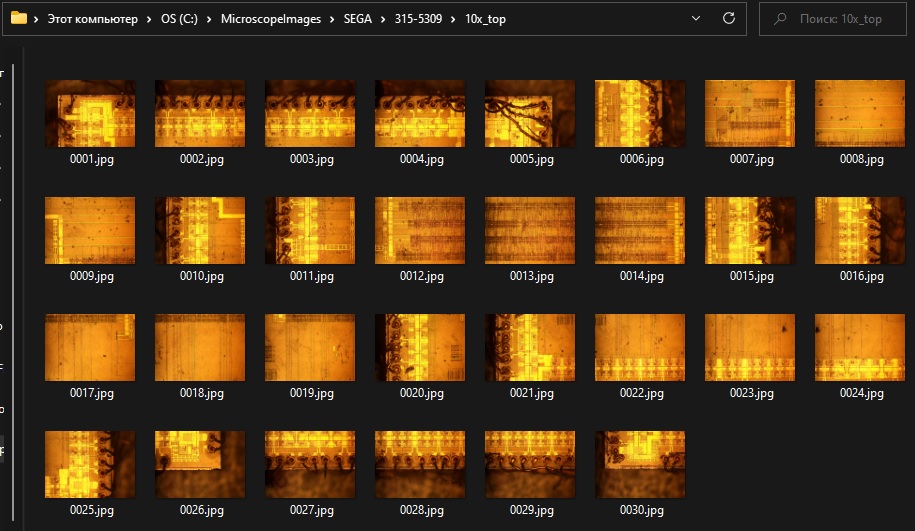 Этот компьютер › OS (C:) › MicroscopeImages › SEGA › 315-5309 › 10x_top
Поиск: 10x_top
0001.jpg 0002.jpg 0003.jpg 0004.jpg 0005.jpg 0006.jpg 0007.jpg 0008.jpg
0009.jpg 0010.jpg 0011.jpg 0012.jpg 0013.jpg 0014.jpg 0015.jpg 0016.jpg
0017.jpg 0018.jpg 0019.jpg 0020.jpg 0021.jpg 0022.jpg 0023.jpg 0024.jpg
0025.jpg 0026.jpg 0027.jpg 0028.jpg 0029.jpg 0030.jpg